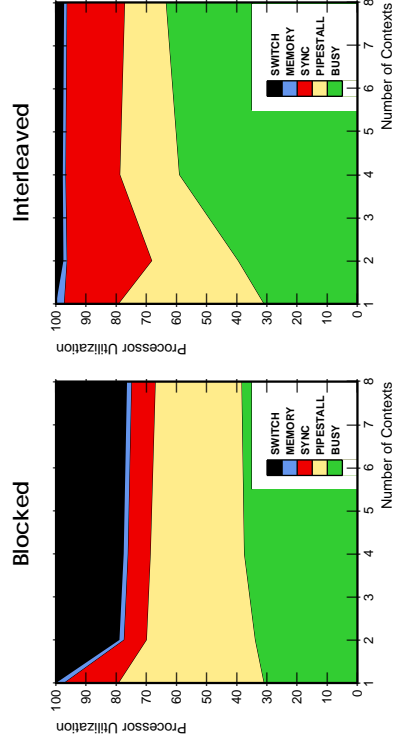 Blocked
Processor Utilization
100
90
80
70
60
50
40
30
20
10
0
SWITCH
MEMORY
SYNC
PIPESTALL
BUSY
1 2 3 4 5 6 7 8
Number of Contexts
Interleaved
Processor Utilization
100
90
80
70
60
50
40
30
20
10
0
SWITCH
MEMORY
SYNC
PIPESTALL
BUSY
1 2 3 4 5 6 7 8
Number of Contexts